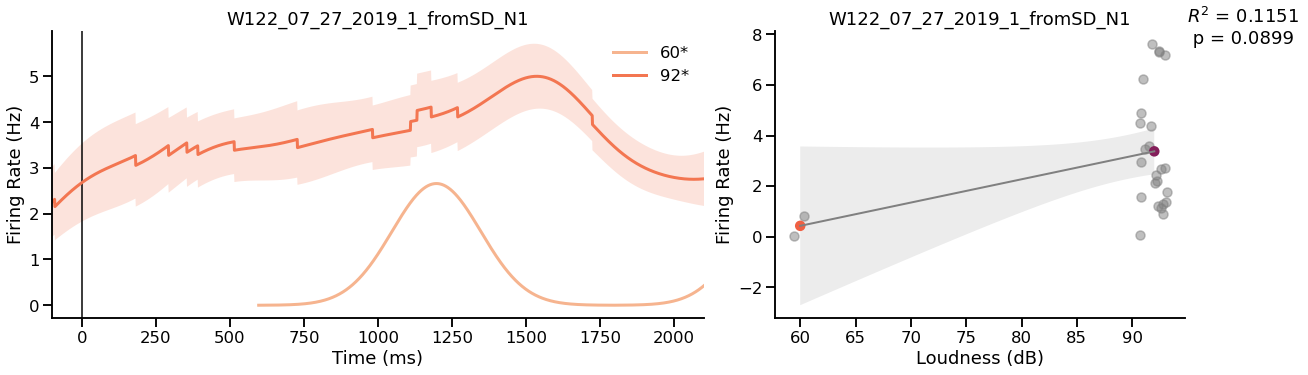 W122_07_27_2019_1_fromSD_N1
60*
92*
Firing Rate (Hz)
5
4
3
2
1
0
0 250 500 750 1000 1250 1500 1750 2000
Time (ms)
W122_07_27_2019_1_fromSD_N1
R² = 0.1151
p = 0.0899
Firing Rate (Hz)
8
6
4
2
0
−2
60 65 70 75 80 85 90
Loudness (dB)